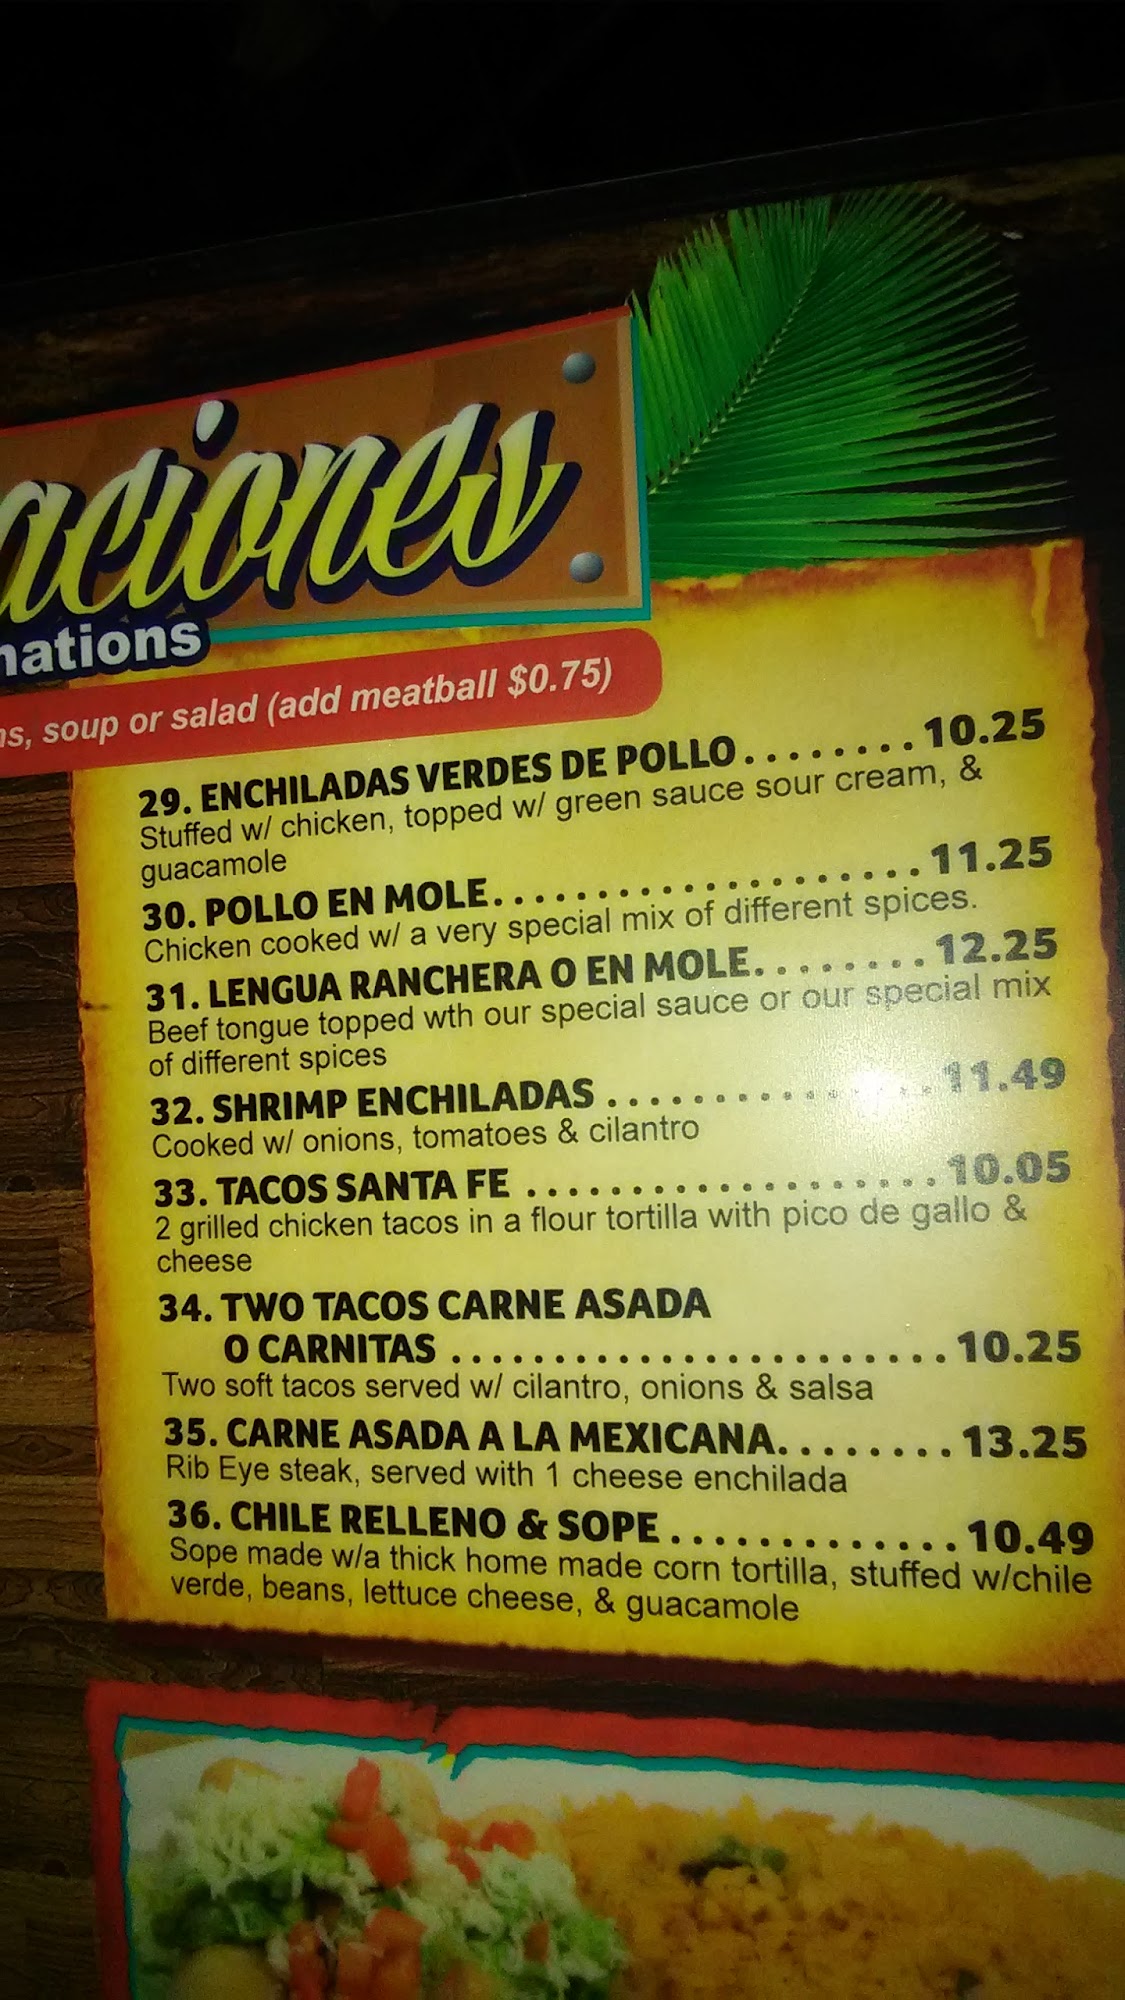 aciones
nations
ns, soup or salad (add meatball $0.75)
29. ENCHILADAS VERDES DE POLLO........10.25
Stuffed w/ chicken, topped w/ green sauce sour cream, &
guacamole
30. POLLO EN MOLE....................11.25
Chicken cooked w/ a very special mix of different spices.
31. LENGUA RANCHERA O EN MOLE........12.25
Beef tongue topped wth our special sauce or our special mix
of different spices
32. SHRIMP ENCHILADAS ................11.49
Cooked w/ onions, tomatoes & cilantro
33. TACOS SANTA FE ....................10.05
2 grilled chicken tacos in a flour tortilla with pico de gallo &
cheese
34. TWO TACOS CARNE ASADA
O CARNITAS .......................10.25
Two soft tacos served w/ cilantro, onions & salsa
35. CARNE ASADA A LA MEXICANA........13.25
Rib Eye steak, served with 1 cheese enchilada
36. CHILE RELLENO & SOPE.............10.49
Sope made w/a thick home made corn tortilla, stuffed w/chile
verde, beans, lettuce cheese, & guacamole